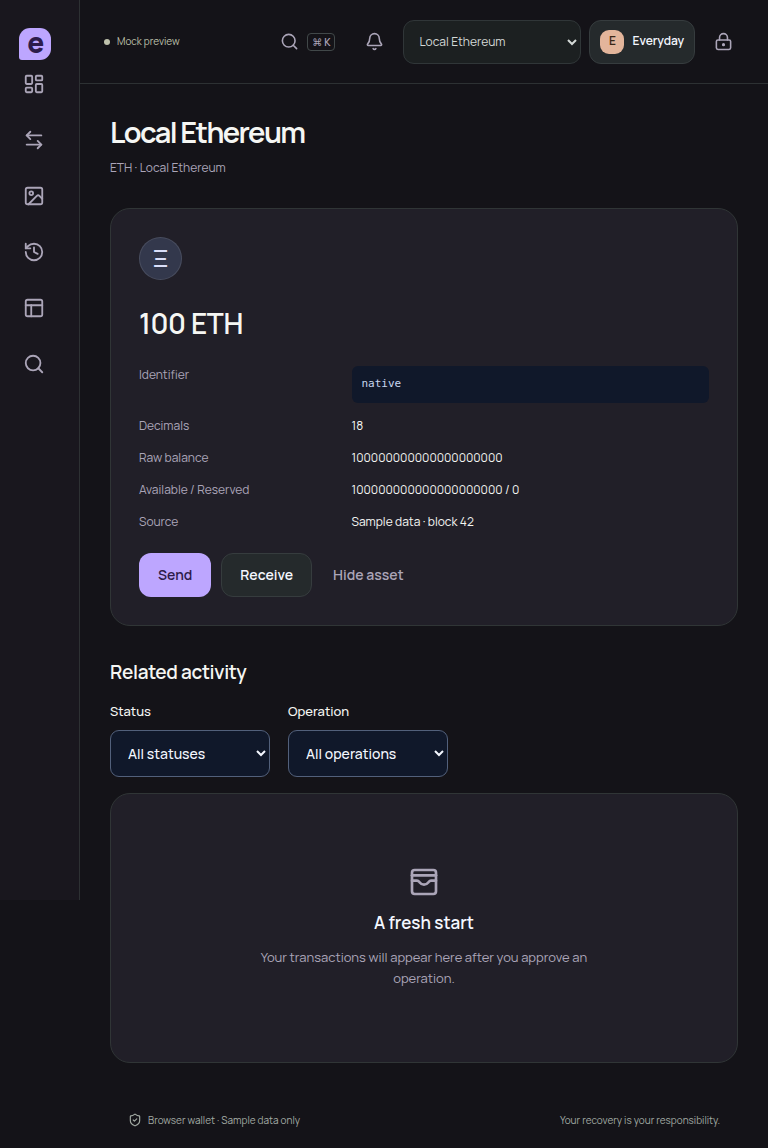 e
Mock preview
⌘ K
Local Ethereum
E
Everyday
Local Ethereum
ETH · Local Ethereum
100 ETH
Identifier
native
Decimals
18
Raw balance
100000000000000000000
Available / Reserved
100000000000000000000 / 0
Source
Sample data · block 42
Send
Receive
Hide asset
Related activity
Status
Operation
All statuses
All operations
A fresh start
Your transactions will appear here after you approve an
operation.
Browser wallet · Sample data only
Your recovery is your responsibility.